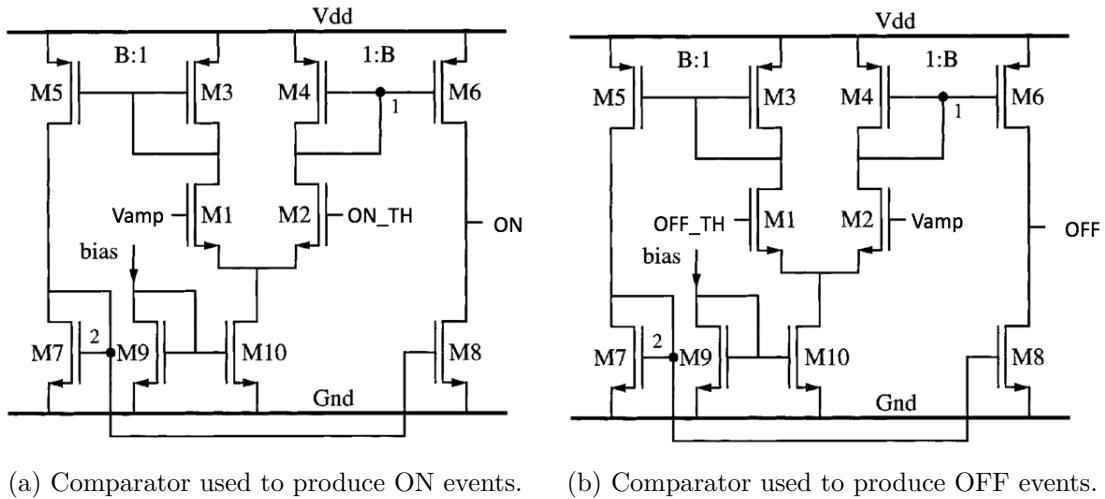 Vdd
B:1
1:B
M5
M3
M4
M6
1
Vamp
M1
M2
ON_TH
ON
bias
M7
2
M9
M10
M8
Gnd
(a) Comparator used to produce ON events.
Vdd
B:1
1:B
M5
M3
M4
M6
1
OFF_TH
M1
M2
Vamp
OFF
bias
M7
2
M9
M10
M8
Gnd
(b) Comparator used to produce OFF events.